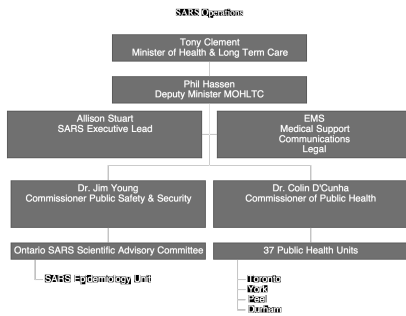 SARS Operations
Tony Clement
Minister of Health & Long Term Care
Phil Hassen
Deputy Minister MOHLTC
Allison Stuart
SARS Executive Lead
EMS
Medical Support
Communications
Legal
Dr. Jim Young
Commissioner Public Safety & Security
Dr. Colin D'Cunha
Commissioner of Public Health
Ontario SARS Scientific Advisory Committee
37 Public Health Units
SARS Epidemiology Unit
Toronto
York
Peel
Durham